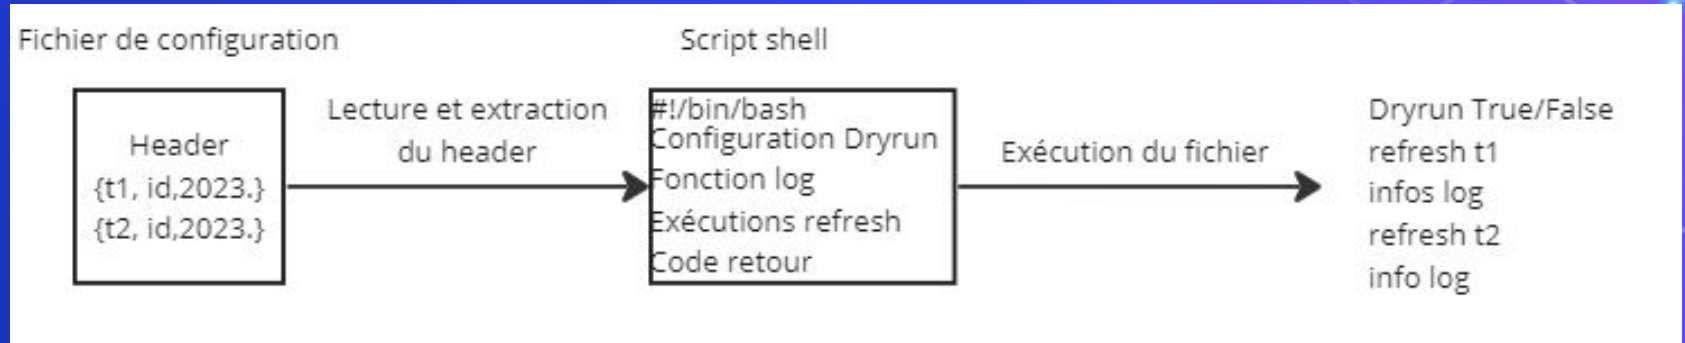 Fichier de configuration
Header
{t1, id,2023.}
{t2, id,2023.}
Lecture et extraction
du header
Script shell
#!/bin/bash
Configuration Dryrun
Fonction log
Exécutions refresh
Code retour
Exécution du fichier
Dryrun True/False
refresh t1
infos log
refresh t2
info log